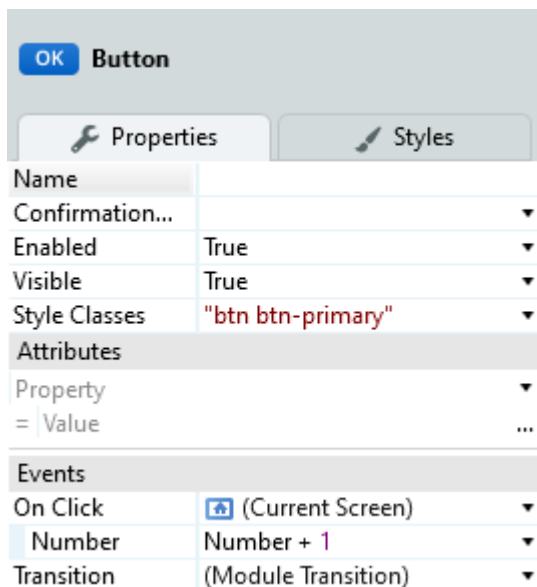 OK Button
Properties Styles
Name
Confirmation...
Enabled True
Visible True
Style Classes "btn btn-primary"
Attributes
Property
= Value ...
Events
On Click (Current Screen)
Number Number + 1
Transition (Module Transition)